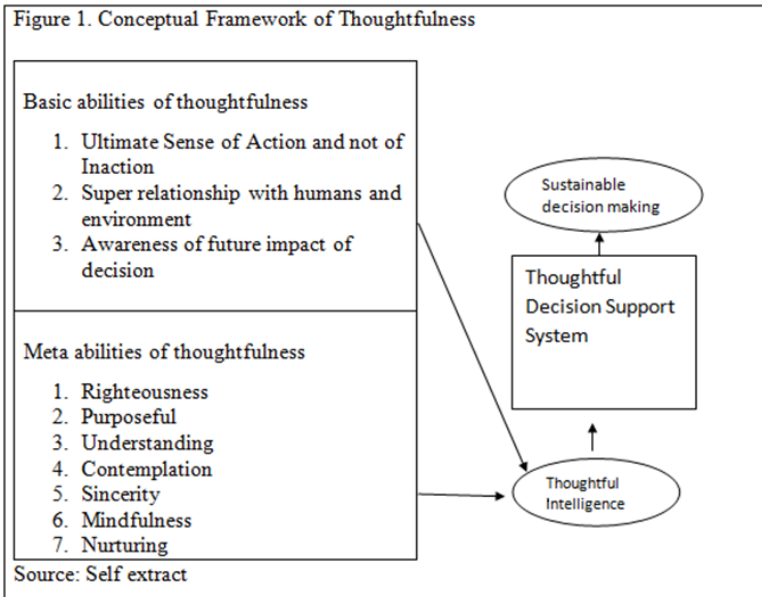 Figure 1. Conceptual Framework of Thoughtfulness
Basic abilities of thoughtfulness
1. Ultimate Sense of Action and not of
Inaction
2. Super relationship with humans and
environment
3. Awareness of future impact of
decision
Meta abilities of thoughtfulness
1. Righteousness
2. Purposeful
3. Understanding
4. Contemplation
5. Sincerity
6. Mindfulness
7. Nurturing
Sustainable
decision making
Thoughtful
Decision Support
System
Thoughtful
Intelligence
Source: Self extract